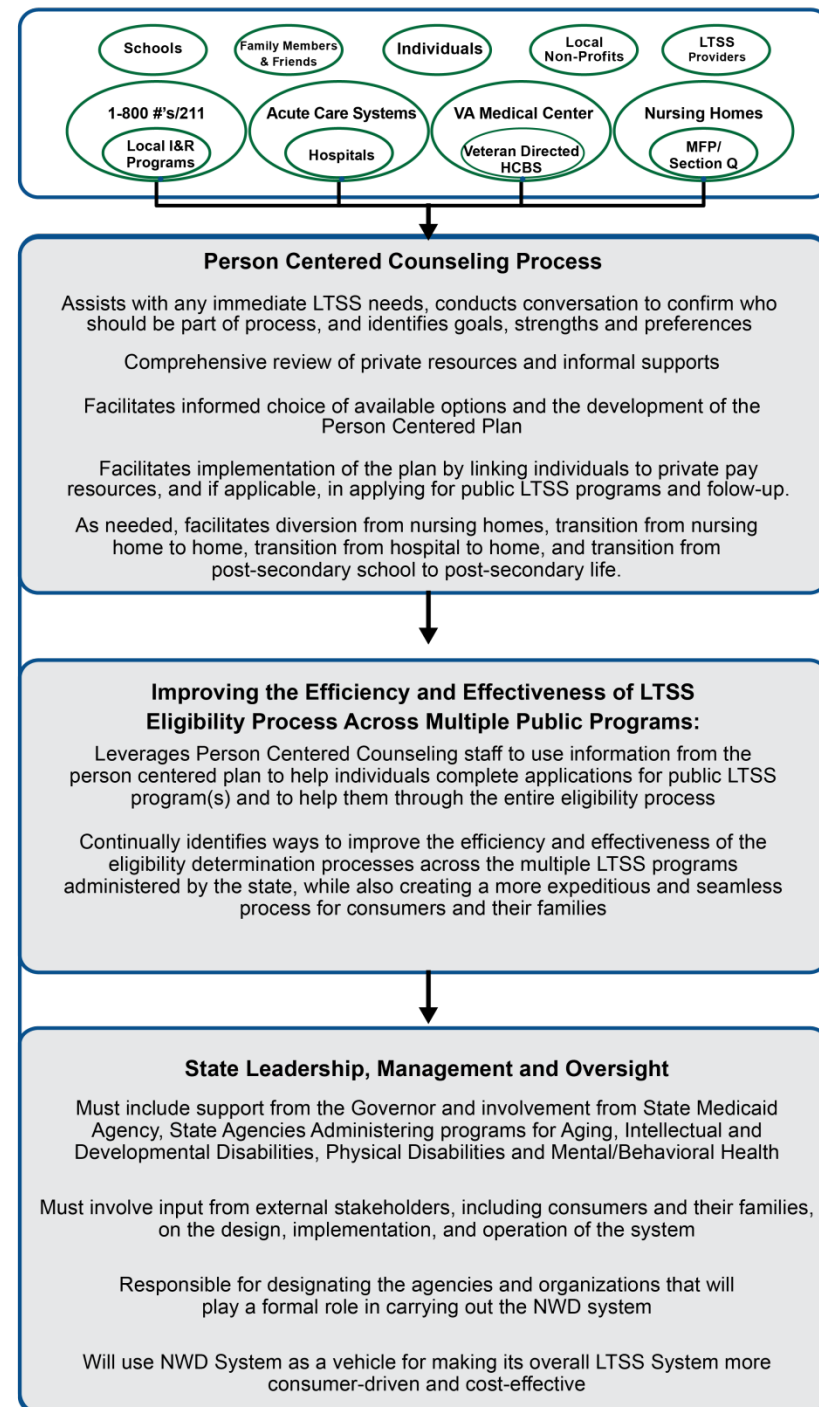 Schools
Family Members
& Friends
Individuals
Local
Non-Profits
LTSS
Providers
1-800 #'s/211
Local I&R
Programs
Acute Care Systems
Hospitals
VA Medical Center
Veteran Directed
HCBS
Nursing Homes
MFP/
Section Q
Person Centered Counseling Process
Assists with any immediate LTSS needs, conducts conversation to confirm who
should be part of process, and identifies goals, strengths and preferences
Comprehensive review of private resources and informal supports
Facilitates informed choice of available options and the development of the
Person Centered Plan
Facilitates implementation of the plan by linking individuals to private pay
resources, and if applicable, in applying for public LTSS programs and folow-up.
As needed, facilitates diversion from nursing homes, transition from nursing
home to home, transition from hospital to home, and transition from
post-secondary school to post-secondary life.
Improving the Efficiency and Effectiveness of LTSS
Eligibility Process Across Multiple Public Programs:
Leverages Person Centered Counseling staff to use information from the
person centered plan to help individuals complete applications for public LTSS
program(s) and to help them through the entire eligibility process
Continually identifies ways to improve the efficiency and effectiveness of the
eligibility determination processes across the multiple LTSS programs
administered by the state, while also creating a more expeditious and seamless
process for consumers and their families
State Leadership, Management and Oversight
Must include support from the Governor and involvement from State Medicaid
Agency, State Agencies Administering programs for Aging, Intellectual and
Developmental Disabilities, Physical Disabilities and Mental/Behavioral Health
Must involve input from external stakeholders, including consumers and their families,
on the design, implementation, and operation of the system
Responsible for designating the agencies and organizations that will
play a formal role in carrying out the NWD system
Will use NWD System as a vehicle for making its overall LTSS System more
consumer-driven and cost-effective